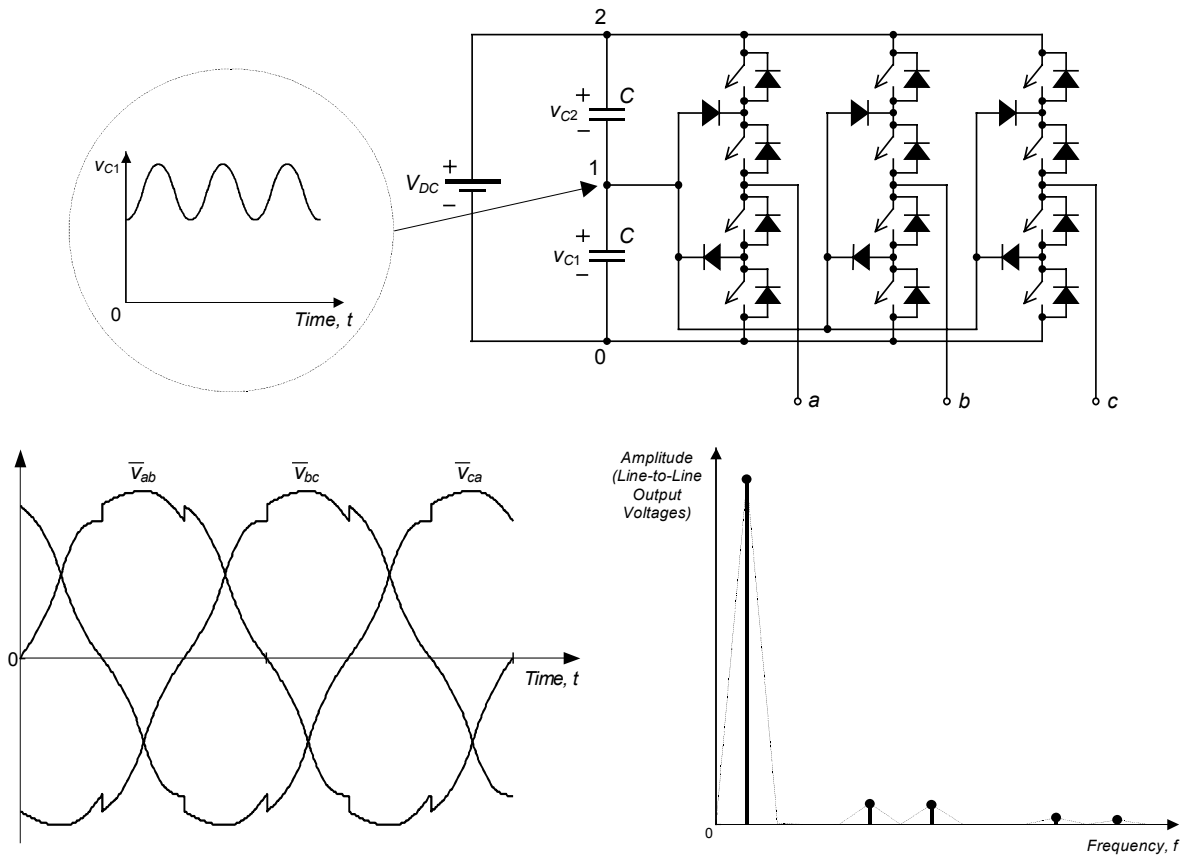 2
+
C
v_C2
−
v_C1
1
+
V_DC
−
+
C
v_C1
−
0
Time, t
0
a
b
c
v̅_ab
v̅_bc
v̅_ca
0
Time, t
Amplitude
(Line-to-Line
Output
Voltages)
0
Frequency, f